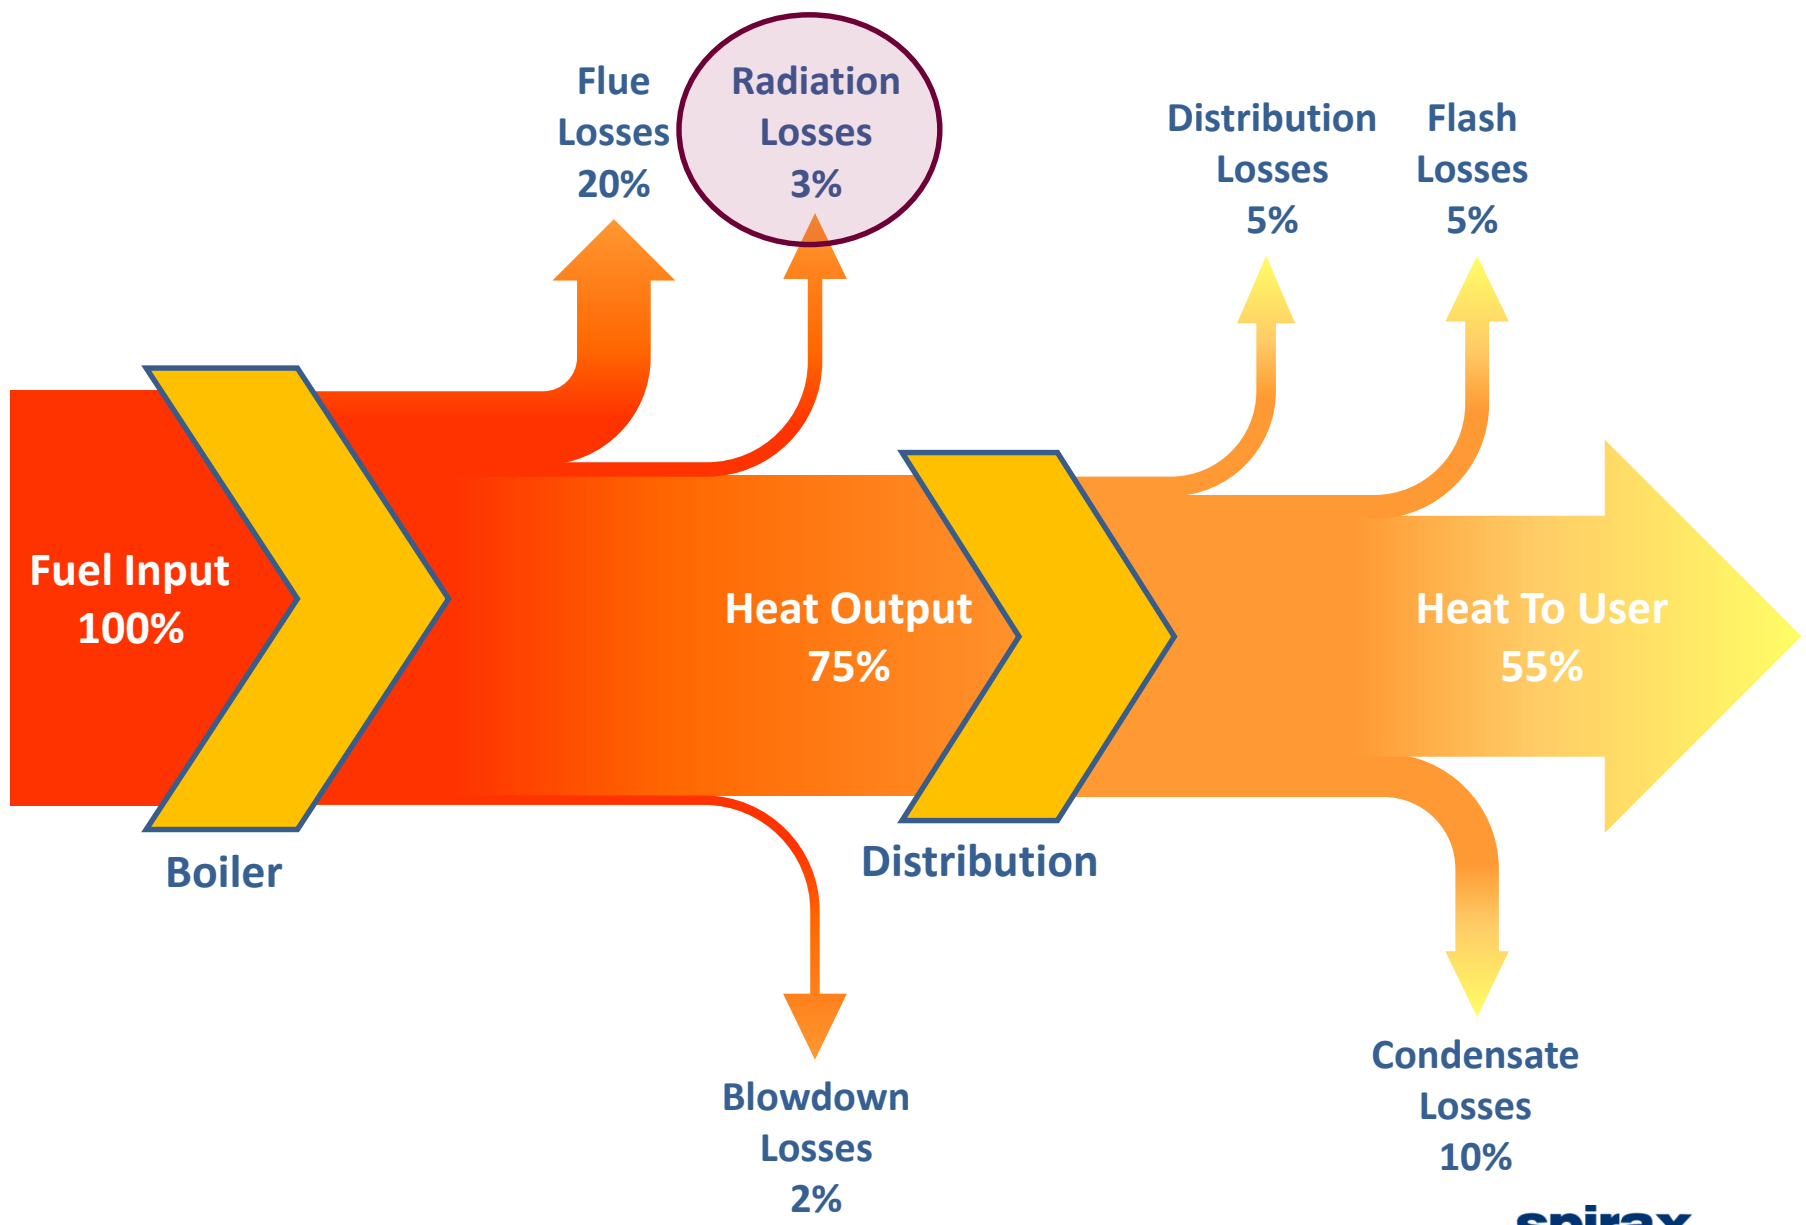 Flue
Losses
20%
Radiation
Losses
3%
Distribution
Losses
5%
Flash
Losses
5%
Fuel Input
100%
Heat Output
75%
Heat To User
55%
Boiler
Distribution
Blowdown
Losses
2%
Condensate
Losses
10%
spirax